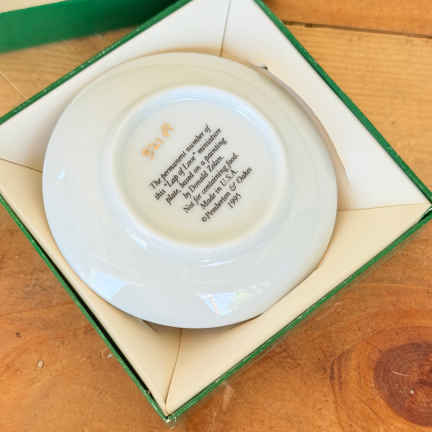 The permanent number of
this "Lap of Love" miniature
plate, based on a painting
by Donald Zolan.
Not for containing food.
Made in U.S.A.
©Pemberton & Oakes
1995